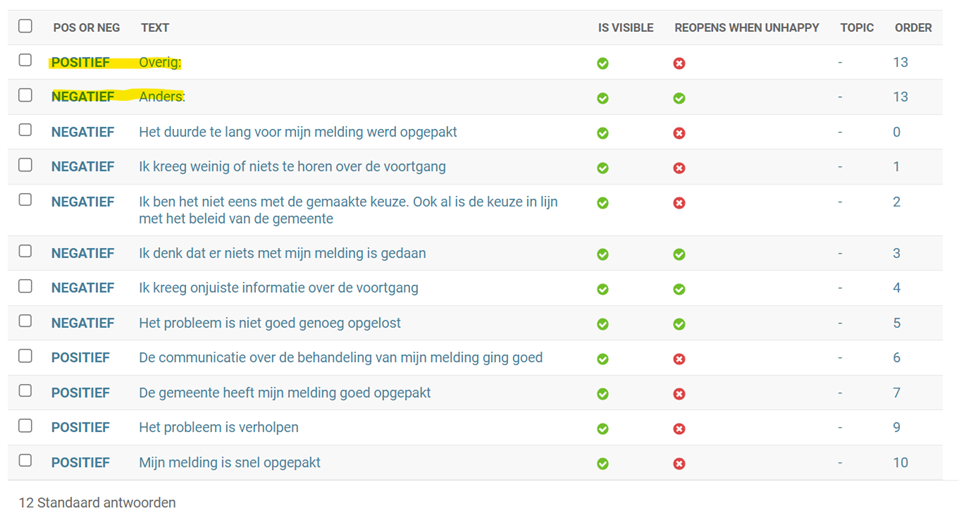 POS OR NEG TEXT IS VISIBLE REOPENS WHEN UNHAPPY TOPIC ORDER
POSITIEF Overig: - 13
NEGATIEF Anders: - 13
NEGATIEF Het duurde te lang voor mijn melding werd opgepakt - 0
NEGATIEF Ik kreeg weinig of niets te horen over de voortgang - 1
NEGATIEF Ik ben het niet eens met de gemaakte keuze. Ook al is de keuze in lijn - 2
met het beleid van de gemeente
NEGATIEF Ik denk dat er niets met mijn melding is gedaan - 3
NEGATIEF Ik kreeg onjuiste informatie over de voortgang - 4
NEGATIEF Het probleem is niet goed genoeg opgelost - 5
POSITIEF De communicatie over de behandeling van mijn melding ging goed - 6
POSITIEF De gemeente heeft mijn melding goed opgepakt - 7
POSITIEF Het probleem is verholpen - 9
POSITIEF Mijn melding is snel opgepakt - 10
12 Standaard antwoorden